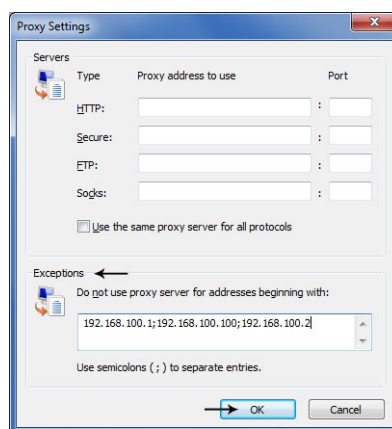 Proxy Settings
Servers
Type Proxy address to use Port
HTTP: :
Secure: :
FTP: :
Socks: :
Use the same proxy server for all protocols
Exceptions
Do not use proxy server for addresses beginning with:
192.168.100.1;192.168.100.100;192.168.100.2
Use semicolons ( ; ) to separate entries.
OK Cancel